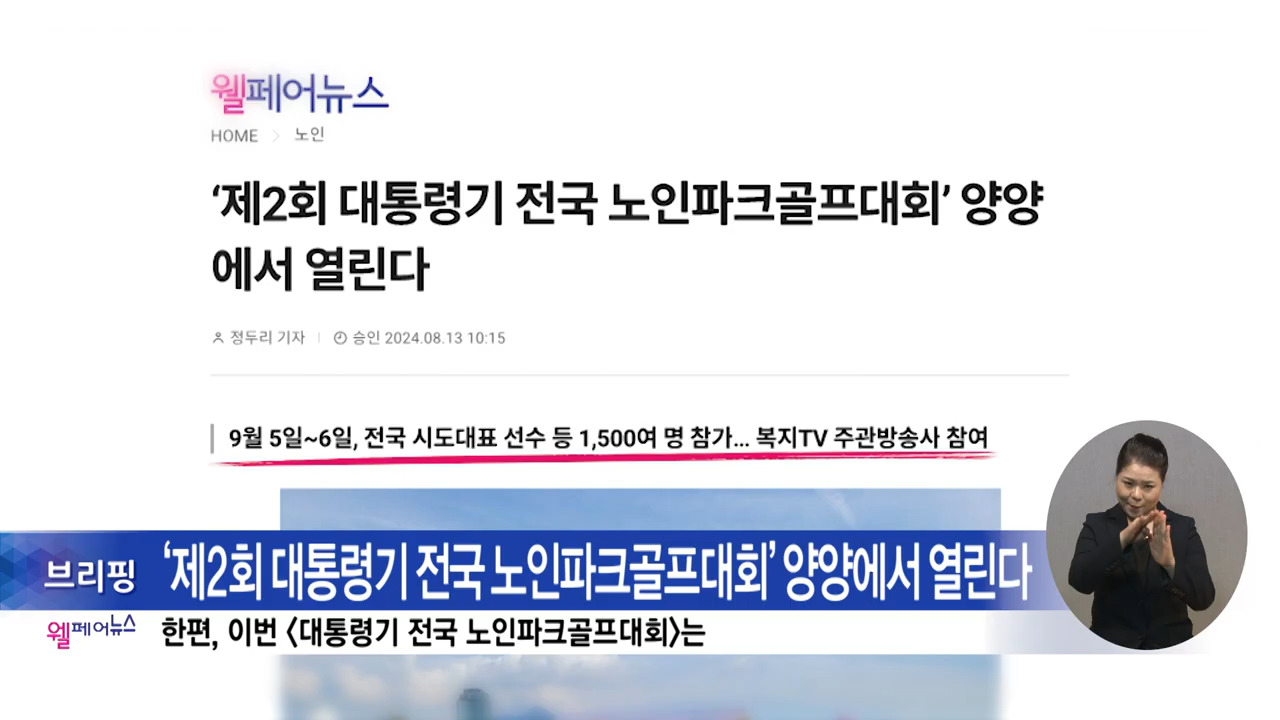 웰페어뉴스
HOME > 노인
‘제2회 대통령기 전국 노인파크골프대회’ 양양
에서 열린다
정두리 기자 | 승인 2024.08.13 10:15
9월 5일~6일, 전국 시도대표 선수 등 1,500여 명 참가... 복지TV 주관방송사 참여
브리핑 ‘제2회 대통령기 전국 노인파크골프대회’ 양양에서 열린다
웰페어뉴스 한편, 이번 <대통령기 전국 노인파크골프대회>는